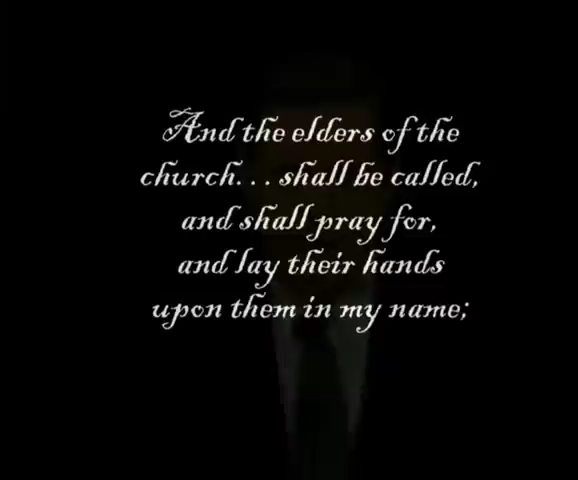 And the elders of the
church. . . shall be called,
and shall pray for,
and lay their hands
upon them in my name;